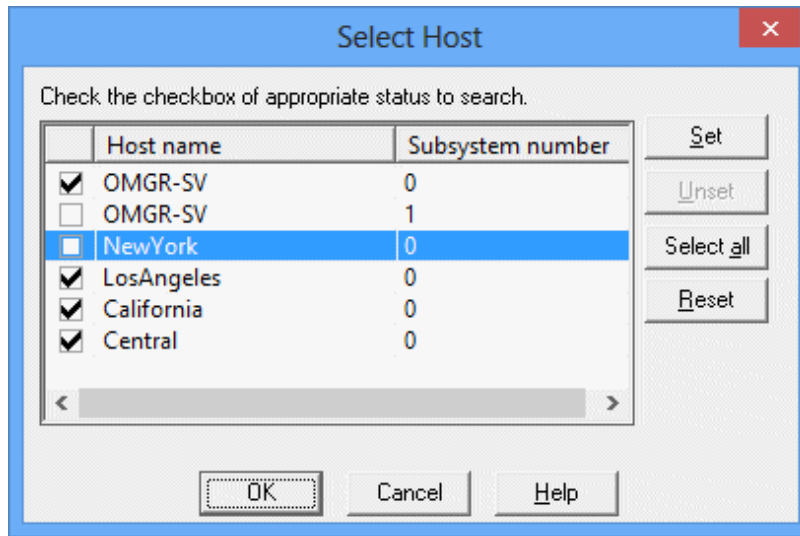 Select Host
Check the checkbox of appropriate status to search.
Host name Subsystem number
OMGR-SV 0
OMGR-SV 1
NewYork 0
LosAngeles 0
California 0
Central 0
Set
Unset
Select all
Reset
OK Cancel Help